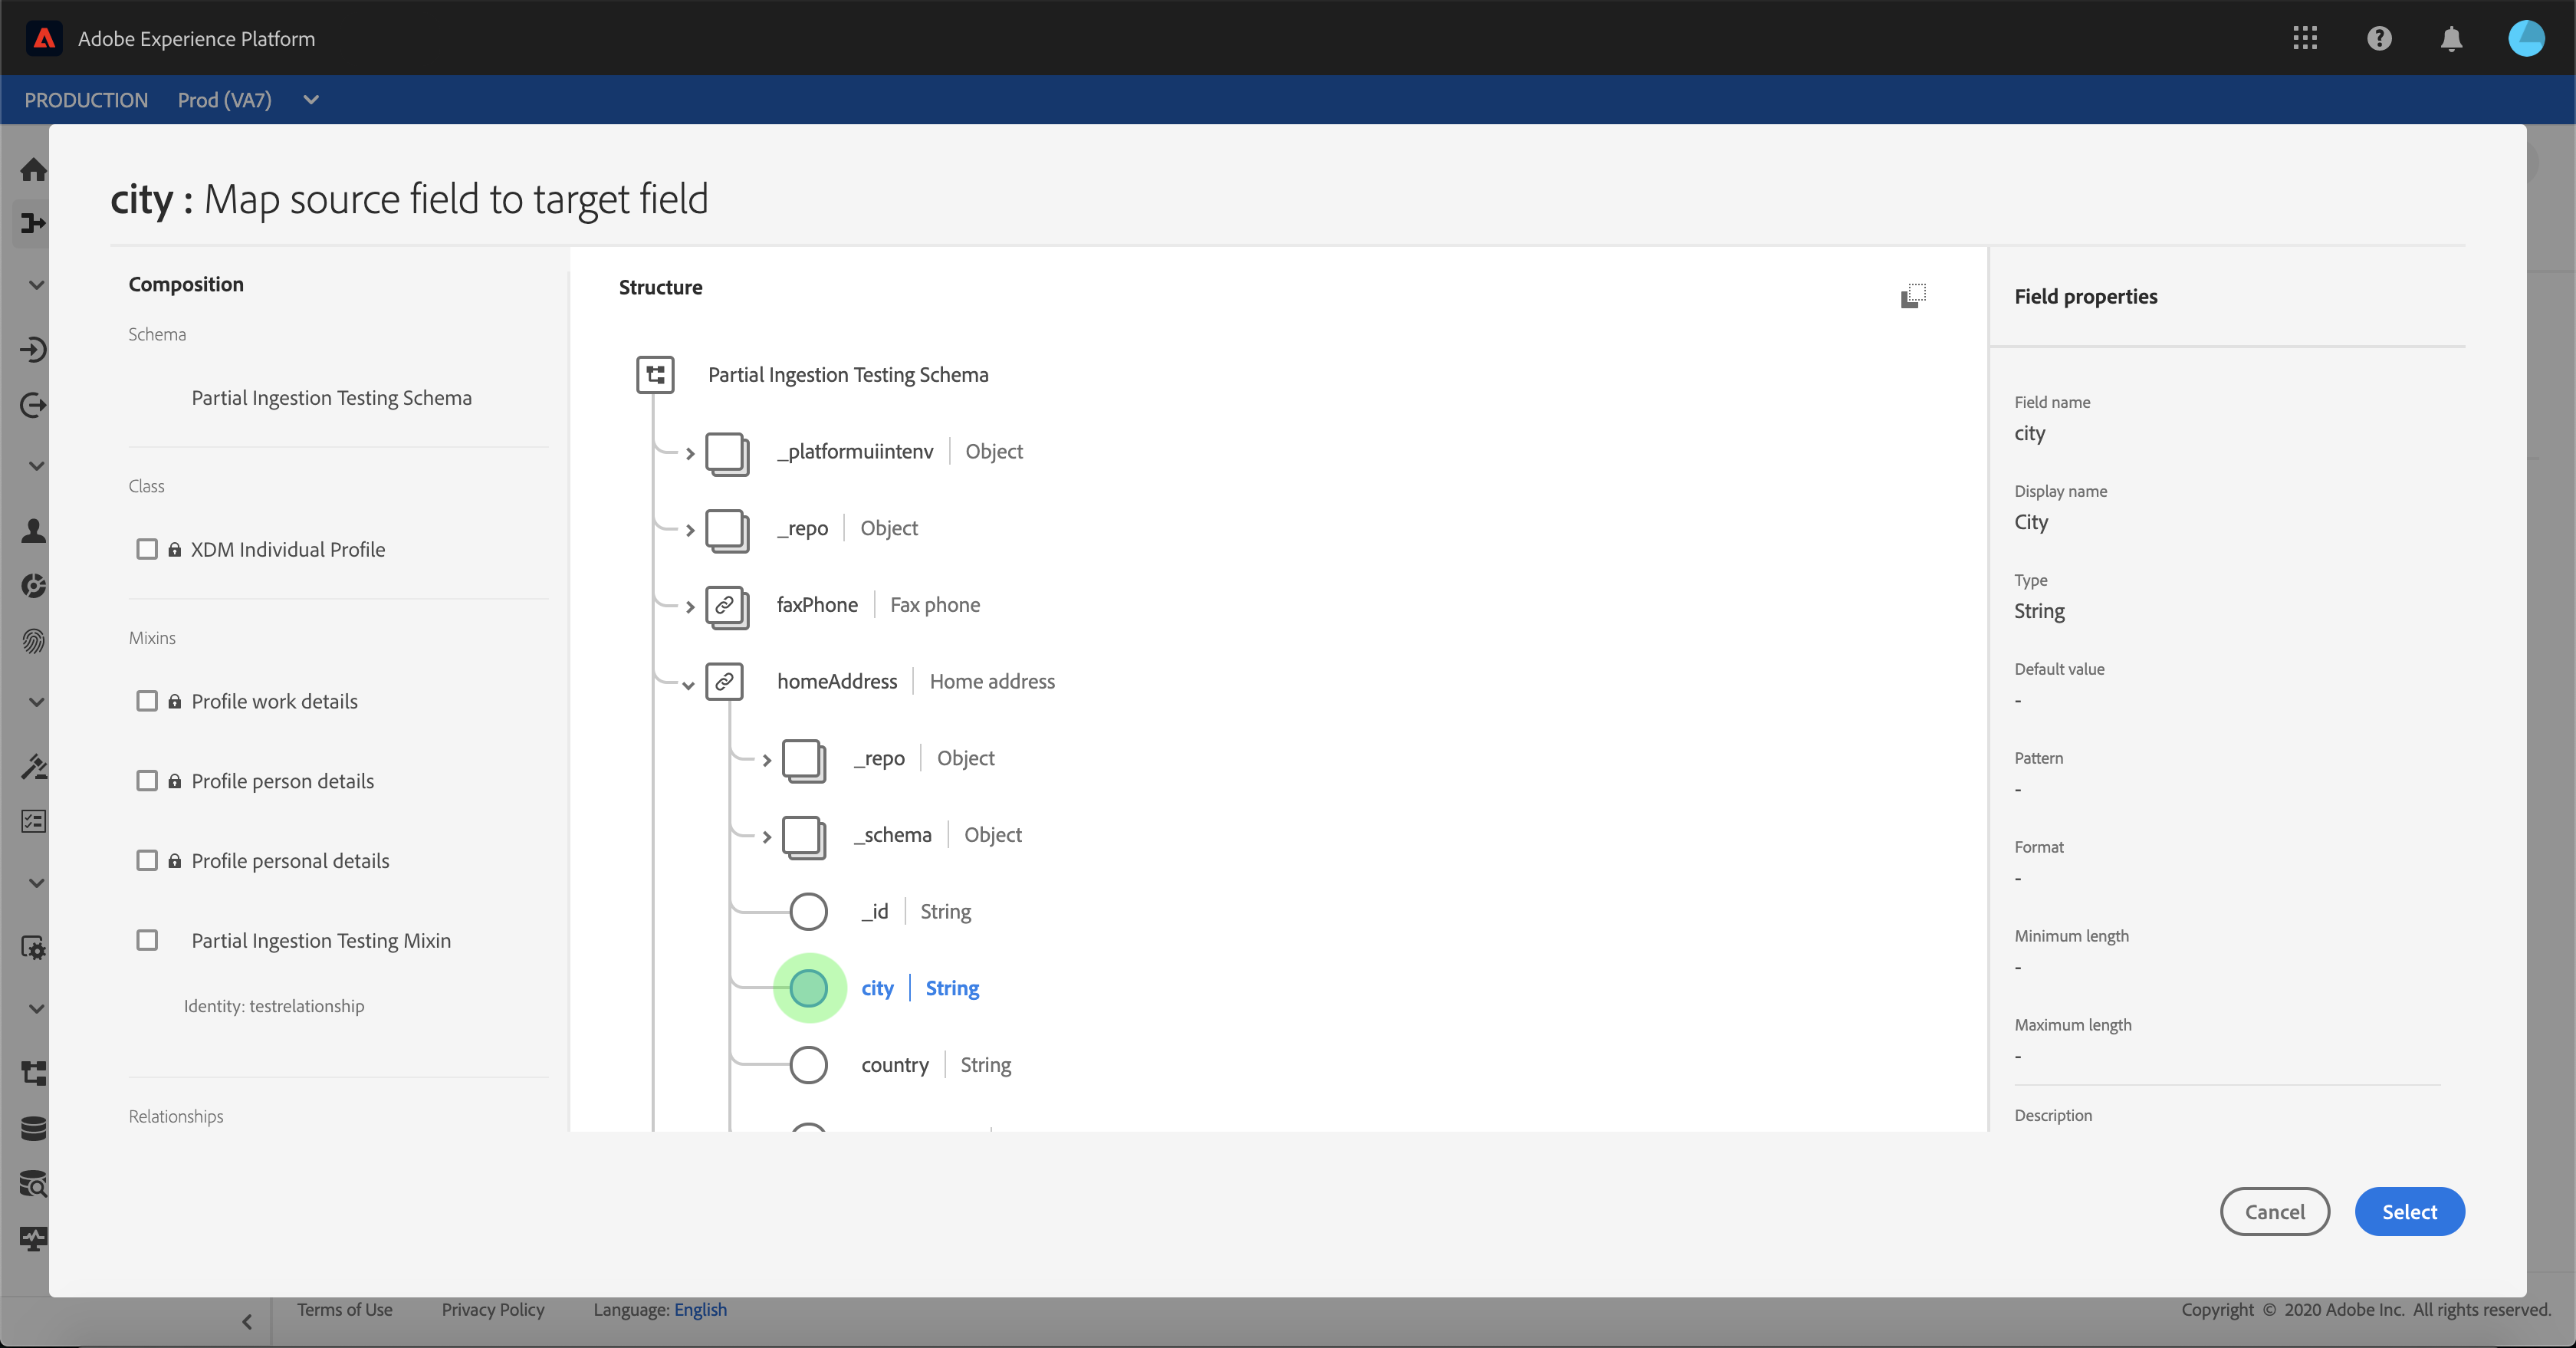 Adobe Experience Platform
PRODUCTION Prod (VA7)
city : Map source field to target field
Composition
Schema
Partial Ingestion Testing Schema
Class
XDM Individual Profile
Mixins
Profile work details
Profile person details
Profile personal details
Partial Ingestion Testing Mixin
Identity: testrelationship
Relationships
Structure
Partial Ingestion Testing Schema
_platformuiintenv Object
_repo Object
faxPhone Fax phone
homeAddress Home address
_repo Object
_schema Object
_id String
city String
country String
Field properties
Field name
city
Display name
City
Type
String
Default value
-
Pattern
-
Format
-
Minimum length
-
Maximum length
-
Description
Cancel Select
Terms of Use Privacy Policy Language: English
Copyright © 2020 Adobe Inc. All rights reserved.